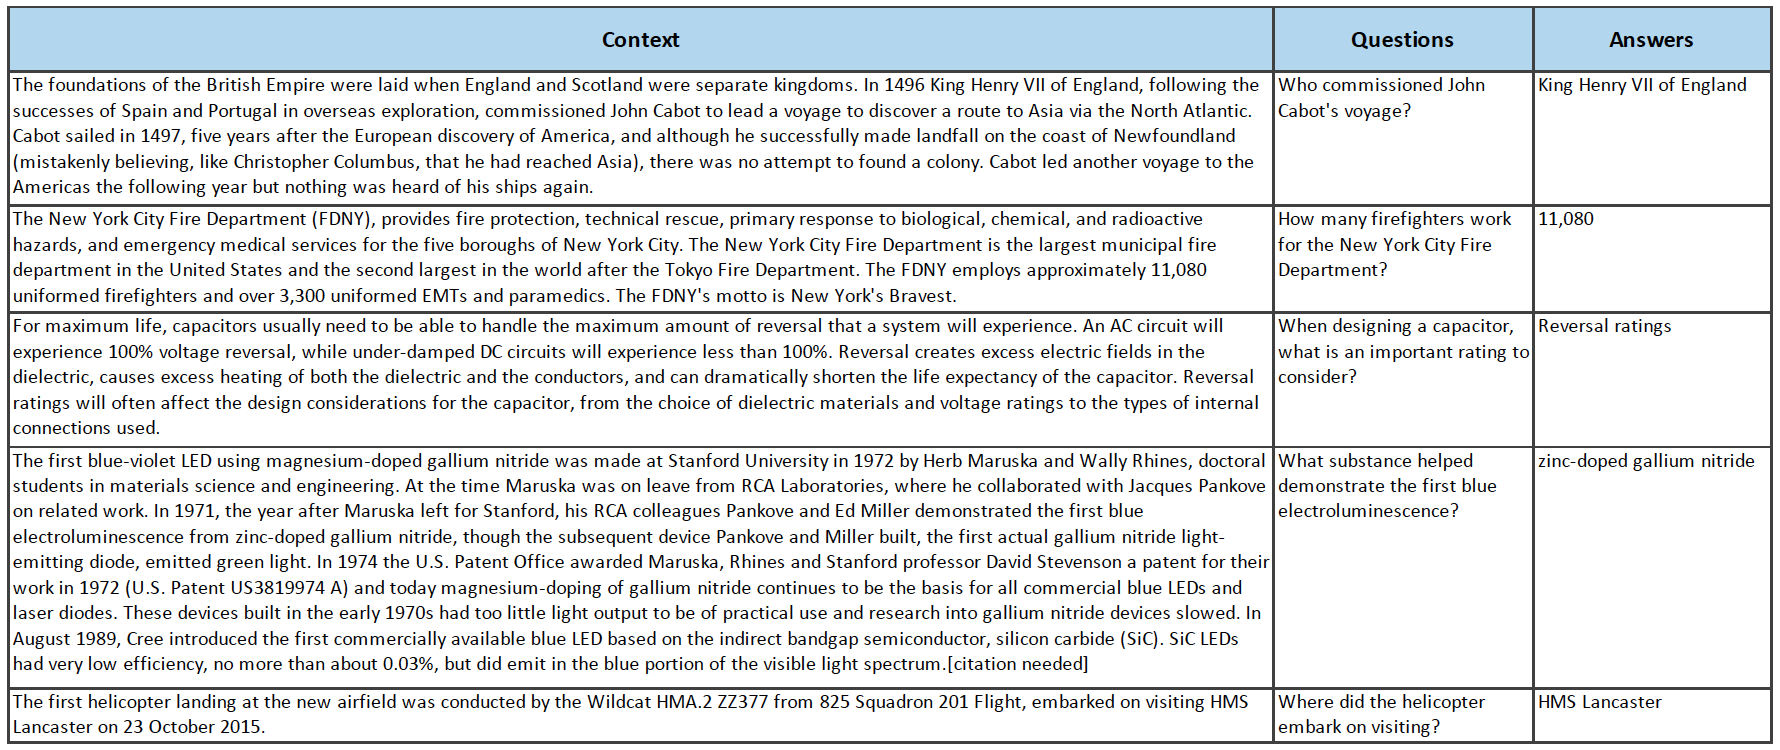 Context
Questions
Answers
The foundations of the British Empire were laid when England and Scotland were separate kingdoms. In 1496 King Henry VII of England, following the
successes of Spain and Portugal in overseas exploration, commissioned John Cabot to lead a voyage to discover a route to Asia via the North Atlantic.
Cabot sailed in 1497, five years after the European discovery of America, and although he successfully made landfall on the coast of Newfoundland
(mistakenly believing, like Christopher Columbus, that he had reached Asia), there was no attempt to found a colony. Cabot led another voyage to the
Americas the following year but nothing was heard of his ships again.
Who commissioned John
Cabot's voyage?
King Henry VII of England
The New York City Fire Department (FDNY), provides fire protection, technical rescue, primary response to biological, chemical, and radioactive
hazards, and emergency medical services for the five boroughs of New York City. The New York City Fire Department is the largest municipal fire
department in the United States and the second largest in the world after the Tokyo Fire Department. The FDNY employs approximately 11,080
uniformed firefighters and over 3,300 uniformed EMTs and paramedics. The FDNY's motto is New York's Bravest.
How many firefighters work
for the New York City Fire
Department?
11,080
For maximum life, capacitors usually need to be able to handle the maximum amount of reversal that a system will experience. An AC circuit will
experience 100% voltage reversal, while under-damped DC circuits will experience less than 100%. Reversal creates excess electric fields in the
dielectric, causes excess heating of both the dielectric and the conductors, and can dramatically shorten the life expectancy of the capacitor. Reversal
ratings will often affect the design considerations for the capacitor, from the choice of dielectric materials and voltage ratings to the types of internal
connections used.
When designing a capacitor,
what is an important rating to
consider?
Reversal ratings
The first blue-violet LED using magnesium-doped gallium nitride was made at Stanford University in 1972 by Herb Maruska and Wally Rhines, doctoral
students in materials science and engineering. At the time Maruska was on leave from RCA Laboratories, where he collaborated with Jacques Pankove
on related work. In 1971, the year after Maruska left for Stanford, his RCA colleagues Pankove and Ed Miller demonstrated the first blue
electroluminescence from zinc-doped gallium nitride, though the subsequent device Pankove and Miller built, the first actual gallium nitride light-
emitting diode, emitted green light. In 1974 the U.S. Patent Office awarded Maruska, Rhines and Stanford professor David Stevenson a patent for their
work in 1972 (U.S. Patent US3819974 A) and today magnesium-doping of gallium nitride continues to be the basis for all commercial blue LEDs and
laser diodes. These devices built in the early 1970s had too little light output to be of practical use and research into gallium nitride devices slowed. In
August 1989, Cree introduced the first commercially available blue LED based on the indirect bandgap semiconductor, silicon carbide (SiC). SiC LEDs
had very low efficiency, no more than about 0.03%, but did emit in the blue portion of the visible light spectrum.[citation needed]
What substance helped
demonstrate the first blue
electroluminescence?
zinc-doped gallium nitride
The first helicopter landing at the new airfield was conducted by the Wildcat HMA.2 ZZ377 from 825 Squadron 201 Flight, embarked on visiting HMS
Lancaster on 23 October 2015.
Where did the helicopter
embark on visiting?
HMS Lancaster